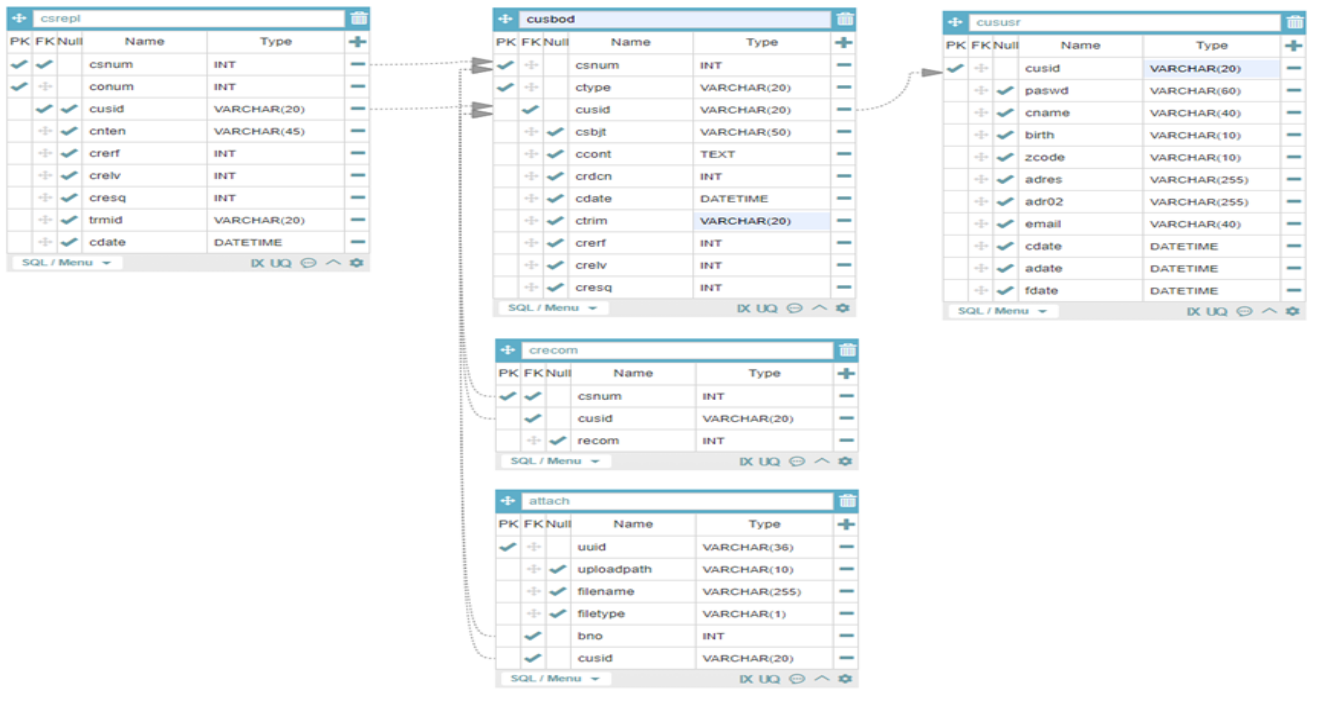 csrepl
PK FK Null Name Type
csnum INT
conum INT
cusid VARCHAR(20)
cnten VARCHAR(45)
crerf INT
crelv INT
cresq INT
trmid VARCHAR(20)
cdate DATETIME
SQL / Menu IX UQ
cusbod
PK FK Null Name Type
csnum INT
ctype VARCHAR(20)
cusid VARCHAR(20)
csbjt VARCHAR(50)
ccont TEXT
crdcn INT
cdate DATETIME
ctrim VARCHAR(20)
crerf INT
crelv INT
cresq INT
SQL / Menu IX UQ
cususr
PK FK Null Name Type
cusid VARCHAR(20)
paswd VARCHAR(60)
cname VARCHAR(40)
birth VARCHAR(10)
zcode VARCHAR(10)
adres VARCHAR(255)
adr02 VARCHAR(255)
email VARCHAR(40)
cdate DATETIME
adate DATETIME
fdate DATETIME
SQL / Menu IX UQ
crecom
PK FK Null Name Type
csnum INT
cusid VARCHAR(20)
recom INT
SQL / Menu IX UQ
attach
PK FK Null Name Type
uuid VARCHAR(36)
uploadpath VARCHAR(10)
filename VARCHAR(255)
filetype VARCHAR(1)
bno INT
cusid VARCHAR(20)
SQL / Menu IX UQ